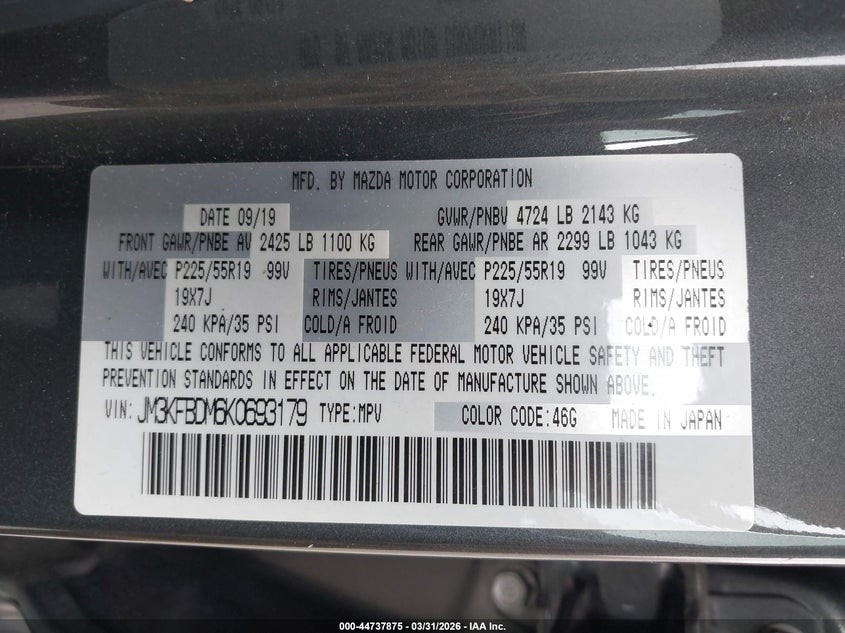 MFD. BY MAZDA MOTOR CORPORATION
DATE 09/19 GVWR/PNBV 4724 LB 2143 KG
FRONT GAWR/PNBE AV 2425 LB 1100 KG REAR GAWR/PNBE AR 2299 LB 1043 KG
WITH/AVEC P225/55R19 99V TIRES/PNEUS WITH/AVEC P225/55R19 99V TIRES/PNEUS
19X7J RIMS/JANTES 19X7J RIMS/JANTES
240 KPA/35 PSI COLD/A FROID 240 KPA/35 PSI COLD/A FROID
THIS VEHICLE CONFORMS TO ALL APPLICABLE FEDERAL MOTOR VEHICLE SAFETY AND THEFT
PREVENTION STANDARDS IN EFFECT ON THE DATE OF MANUFACTURE SHOWN ABOVE.
VIN: JM3KFBDM6K0693179 TYPE:MPV COLOR CODE:46G MADE IN JAPAN
000-44737875 - 03/31/2026 - IAA Inc.